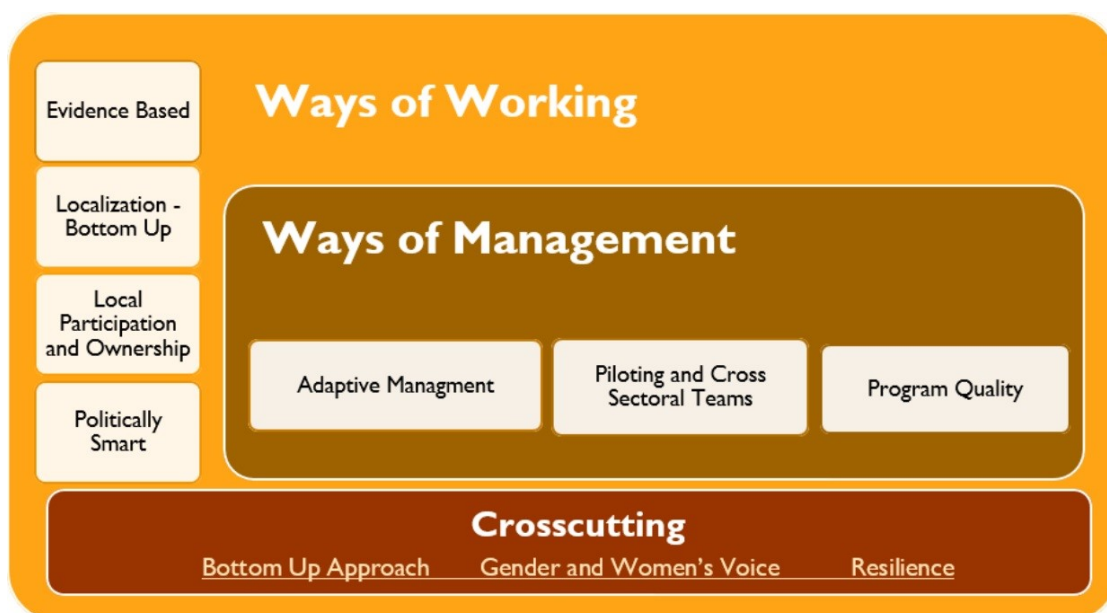 Evidence Based
Localization -
Bottom Up
Local
Participation
and Ownership
Politically
Smart
Ways of Working
Ways of Management
Adaptive Managment
Piloting and Cross
Sectoral Teams
Program Quality
Crosscutting
Bottom Up Approach Gender and Women's Voice Resilience